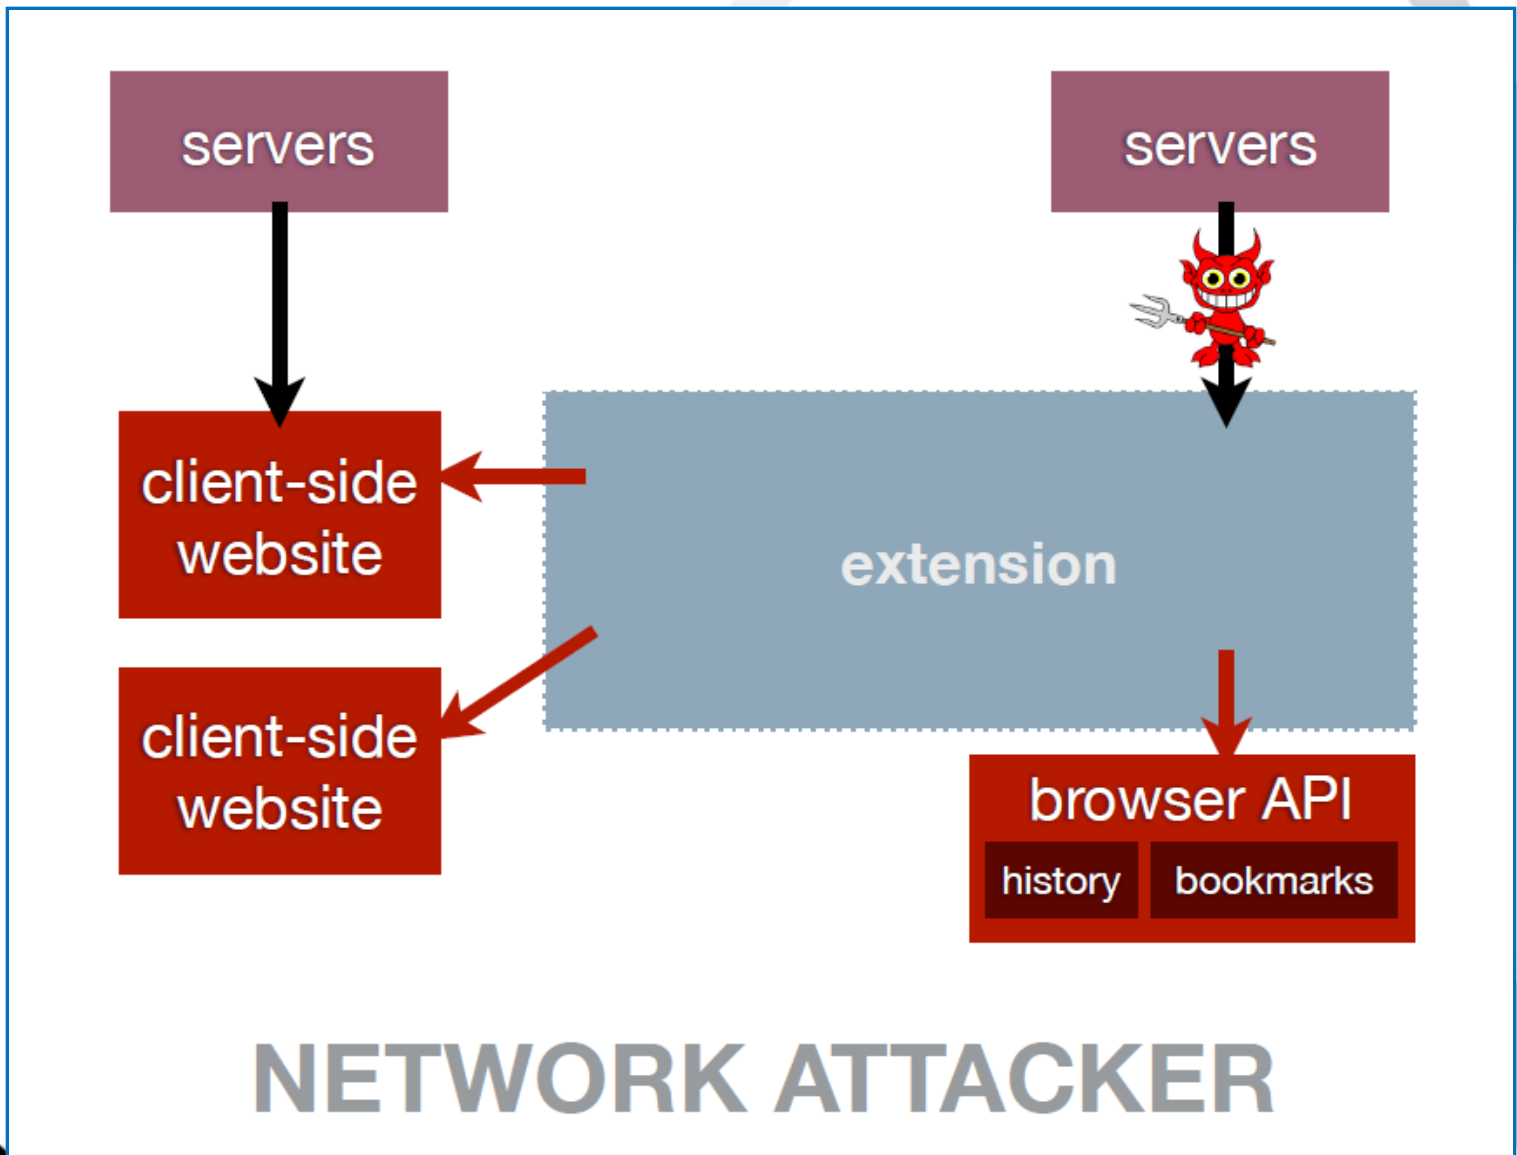 servers
servers
client-side
website
extension
client-side
website
browser API
history
bookmarks
NETWORK ATTACKER